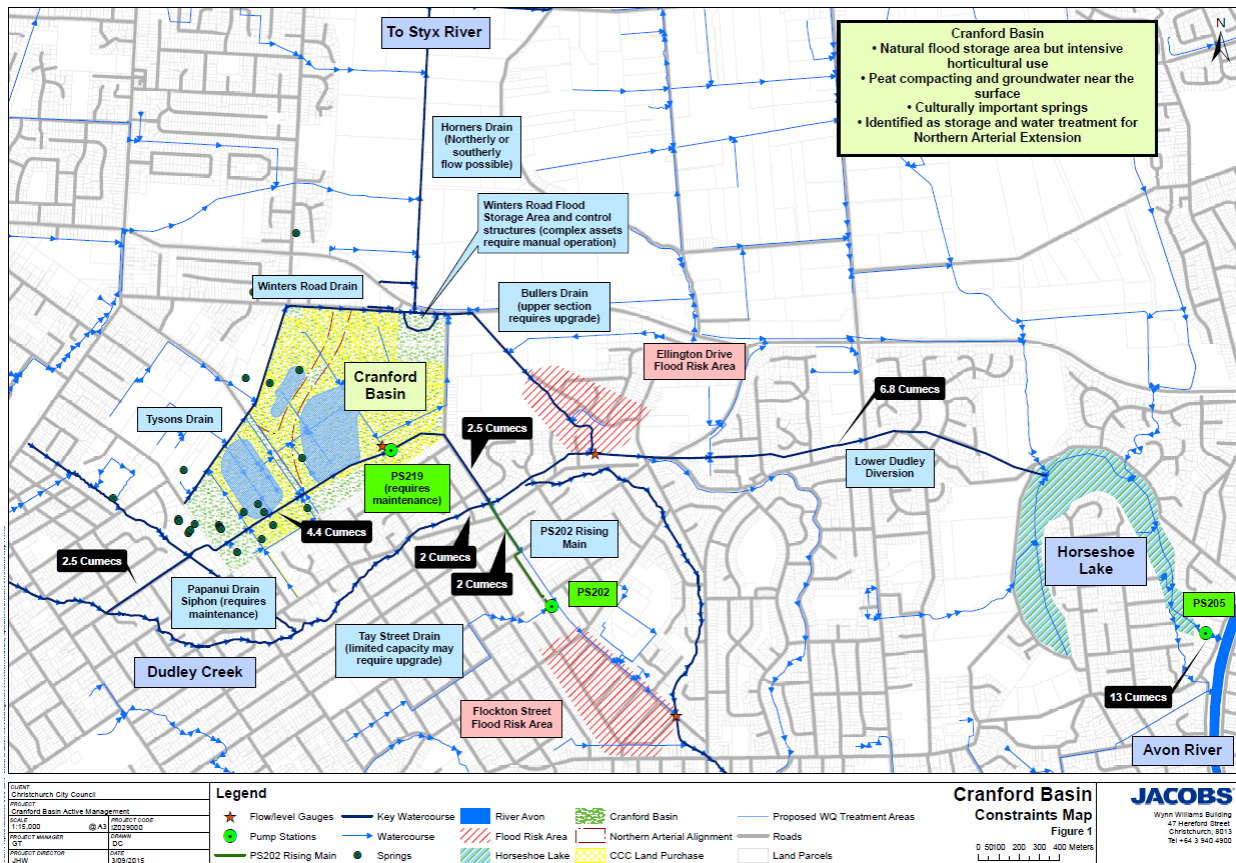 To Styx River
Cranford Basin
• Natural flood storage area but intensive
horticultural use
• Peat compacting and groundwater near the
surface
• Culturally important springs
• Identified as storage and water treatment for
Northern Arterial Extension
N
Horners Drain
(Northerly or
southerly
flow possible)
Winters Road Flood
Storage Area and control
structures (complex assets
require manual operation)
Winters Road Drain
Bullers Drain
(upper section
requires upgrade)
Ellington Drive
Flood Risk Area
Cranford
Basin
6.8 Cumecs
Tysons Drain
2.5 Cumecs
Lower Dudley
Diversion
PS219
(requires
maintenance)
4.4 Cumecs
PS202 Rising
Main
2 Cumecs
2.5 Cumecs
2 Cumecs
Horseshoe
Lake
Papanui Drain
Siphon (requires
maintenance)
PS202
PS205
Tay Street Drain
(limited capacity may
require upgrade)
Dudley Creek
13 Cumecs
Flockton Street
Flood Risk Area
Avon River
CLIENT
Christchurch City Council
PROJECT
Cranford Basin Active Management
SCALE
1:15,000 @ A3
PROJECT CODE
IZ029000
PROJECT MANAGER
GT
DRAWN
DC
PROJECT DIRECTOR
JHW
DATE
3/09/2015
Legend
Flow/level Gauges
Key Watercourse
River Avon
Cranford Basin
Proposed WQ Treatment Areas
Pump Stations
Watercourse
Flood Risk Area
Northern Arterial Alignment
Roads
PS202 Rising Main
Springs
Horseshoe Lake
CCC Land Purchase
Land Parcels
Cranford Basin
Constraints Map
Figure 1
0 50100 200 300 400 Meters
JACOBS
Wynn Williams Building
47 Hereford Street
Christchurch, 8013
Tel +64 3 940 4900